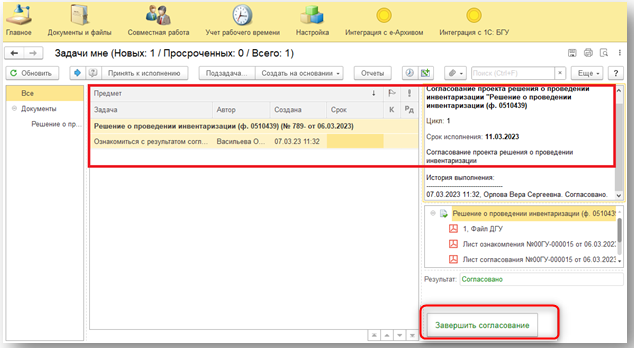 Главное
Документы и файлы
Совместная работа
Учет рабочего времени
Настройка
Интеграция с е-Архивом
Интеграция с 1С: БГУ
Задачи мне (Новых: 1 / Просроченных: 0 / Всего: 1)
Обновить
Принять к исполнению
Подзадача...
Создать на основании
Отчеты
Поиск (Ctrl+F)
×
Еще
?
Все
Документы
Решение о пр...
Предмет ↓
Задача Автор Создана Срок К Рд
Решение о проведении инвентаризации (ф. 0510439) (№ 789- от 06.03.2023)
Ознакомиться с результом согл... Васильева О... 07.03.23 11:32
Согласование проекта решения о проведении
инвентаризации "Решение о проведении
инвентаризации (ф. 0510439)
Цикл: 1
Срок исполнения: 11.03.2023
Согласование проекта решения о проведении
инвентаризации
История выполнения:
07.03.2023 11:32, Орлова Вера Сергеевна. Согласовано.
Решение о проведении инвентаризации (ф. 051043
1, Файл ДГУ
Лист ознакомления №00ГУ-000015 от 06.03.202
Лист согласования №00ГУ-000015 от 06.03.202
Результат: Согласовано
Завершить согласование